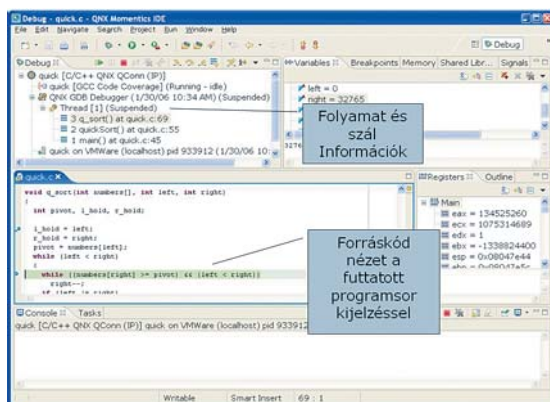 Debug - quick.c - QNX Momentics IDE
File Edit Navigate Search Project Run Window Help
Debug
Debug
Variables Breakpoints Memory Shared Libr... Signals
quick [C/C++ QNX QConn (IP)]
quick [GCC Code Coverage] (Running - idle)
QNX GDB Debugger (1/30/06 10:34 AM) (Suspended)
Thread [1] (Suspended)
3 q_sort() at quick.c:69
2 quickSort() at quick.c:55
1 main() at quick.c:45
quick on VMWare (localhost) pid 933912 (1/30/06 10:
left = 0
right = 32765
Folyamat és
szál
Információk
quick.c
void q_sort(int numbers[], int left, int right)
{
int pivot, l_hold, r_hold;
l_hold = left;
r_hold = right;
pivot = numbers[left];
while (left < right)
{
while ((numbers[right] >= pivot) && (left < right))
right--;
if (left != right)
Registers Outline
Main
eax = 134525260
ecx = 1075314689
edx = 1
ebx = -1338824400
esp = 0x08047e44
Forráskód
nézet a
futtatott
programsor
kijelzéssel
Console Tasks
quick [C/C++ QNX QConn (IP)] quick on VMWare (localhost) pid 93391
Writable Smart Insert 69 : 1